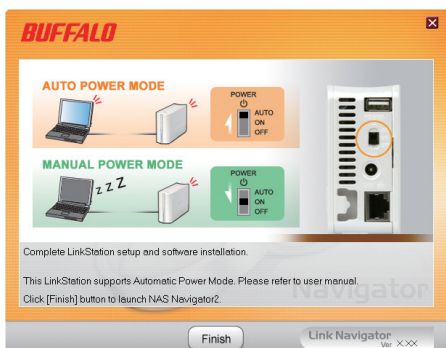 BUFFALO
AUTO POWER MODE
POWER
AUTO
ON
OFF
MANUAL POWER MODE
zzz
POWER
AUTO
ON
OFF
Complete LinkStation setup and software installation.
This LinkStation supports Automatic Power Mode. Please refer to user manual.
Click [Finish] button to launch NAS Navigator2.
Navigator
Finish
Link Navigator
Ver X.XX